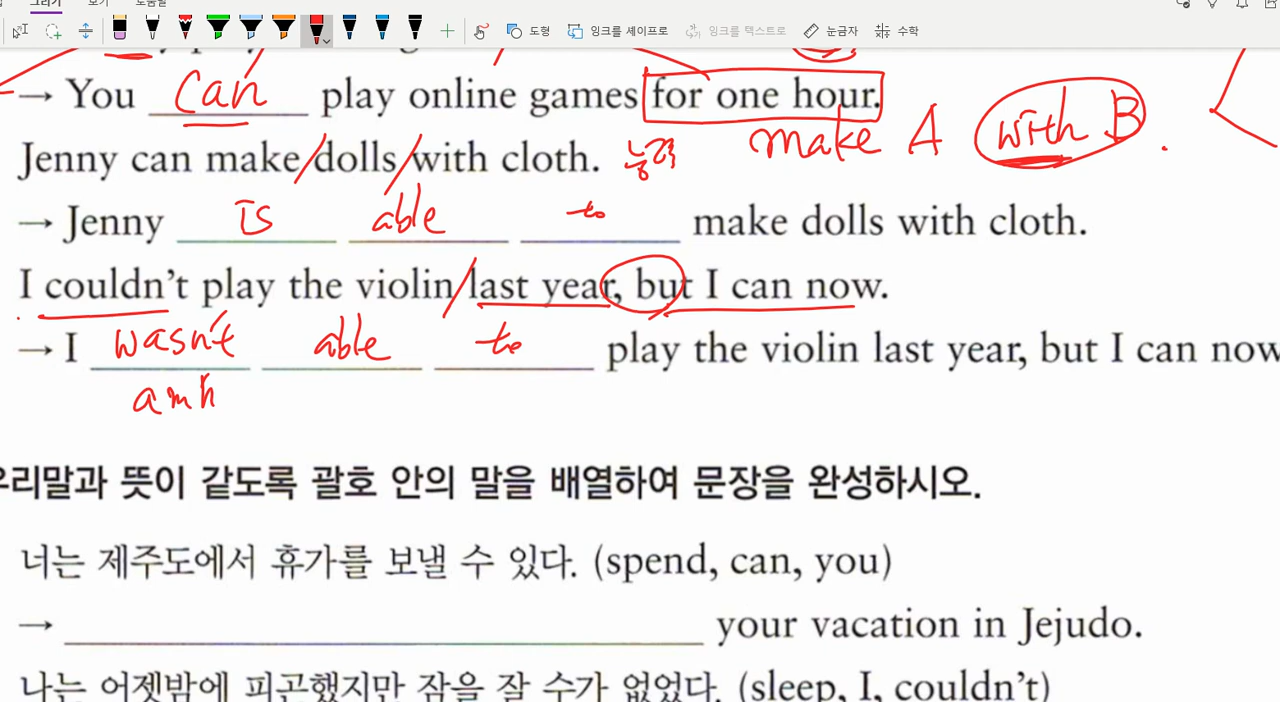 그리기 보기 도움말
도형 잉크를 셰이프로 잉크를 텍스트로 눈금자 수학
→ You can play online games for one hour.
make A with B.
Jenny can make/dolls/with cloth. 능력
→ Jenny is able to make dolls with cloth.
I couldn't play the violin/last year, but I can now.
→ I wasn't able to play the violin last year, but I can now
우리말과 뜻이 같도록 괄호 안의 말을 배열하여 문장을 완성하시오.
너는 제주도에서 휴가를 보낼 수 있다. (spend, can, you)
→ your vacation in Jejudo.
나는 어젯밤에 피곤했지만 잠을 잘 수가 없었다. (sleep, I, couldn't)